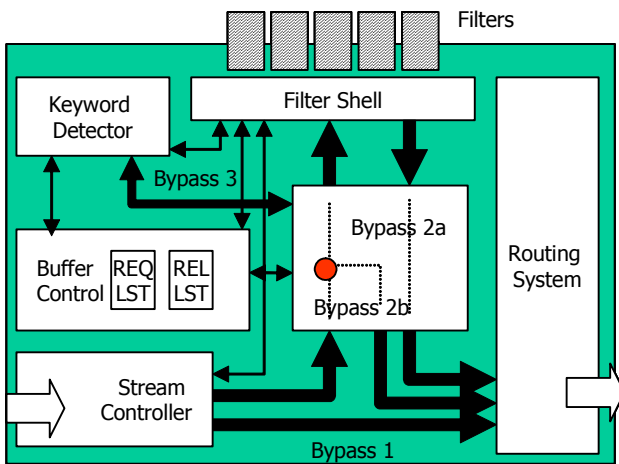 Filters
Filter Shell
Keyword
Detector
Bypass 3
Bypass 2a
Routing
System
Buffer
Control
REQ
LST
REL
LST
Bypass 2b
Stream
Controller
Bypass 1